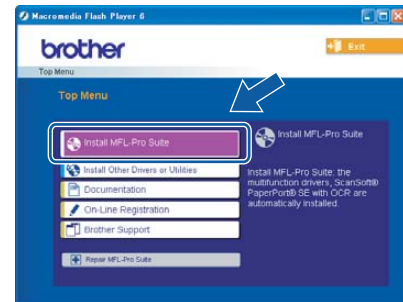 Macromedia Flash Player 6
brother
Exit
Top Menu
Top Menu
Install MFL-Pro Suite
Install Other Drivers or Utilities
Documentation
On-Line Registration
Brother Support
Repair MFL-Pro Suite
Install MFL-Pro Suite
Install MFL-Pro Suite: the
multifunction drivers, ScanSoft®
PaperPort® SE with OCR are
automatically installed.